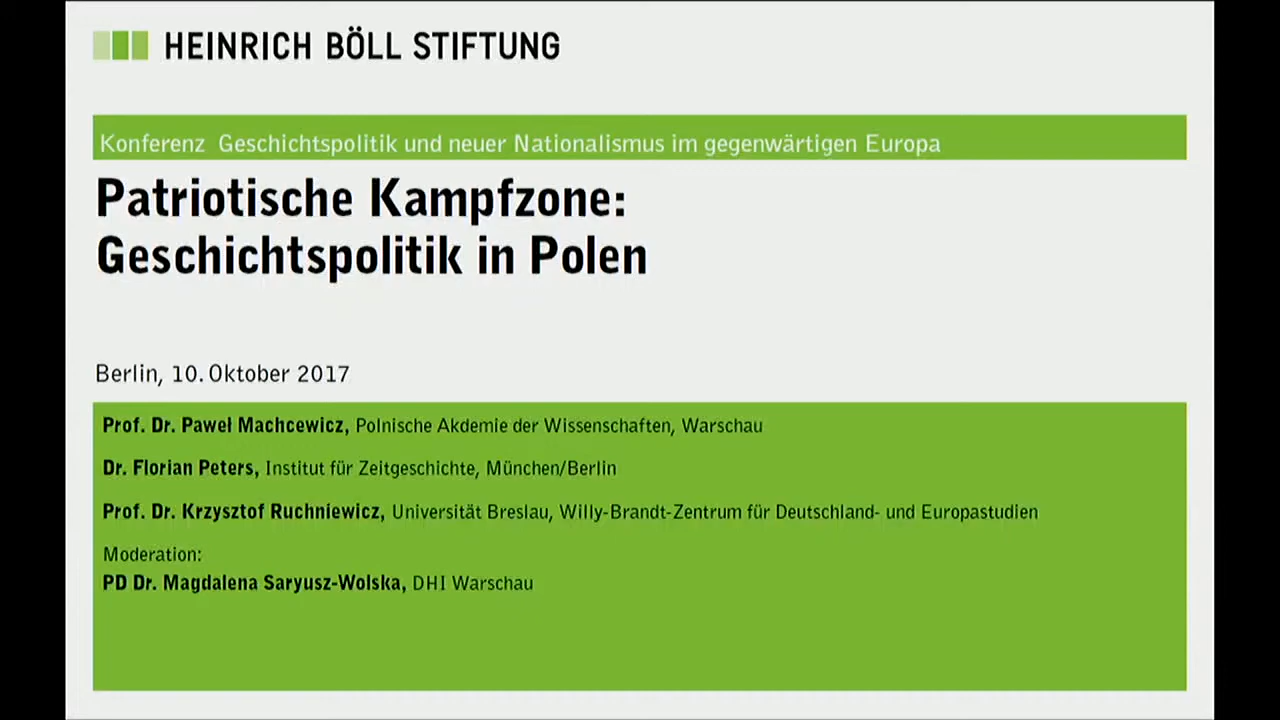 HEINRICH BÖLL STIFTUNG
Konferenz Geschichtspolitik und neuer Nationalismus im gegenwärtigen Europa
Patriotische Kampfzone:
Geschichtspolitik in Polen
Berlin, 10. Oktober 2017
Prof. Dr. Paweł Machcewicz, Polnische Akdemie der Wissenschaften, Warschau
Dr. Florian Peters, Institut für Zeitgeschichte, München/Berlin
Prof. Dr. Krzysztof Ruchniewicz, Universität Breslau, Willy-Brandt-Zentrum für Deutschland- und Europastudien
Moderation:
PD Dr. Magdalena Saryusz-Wolska, DHI Warschau